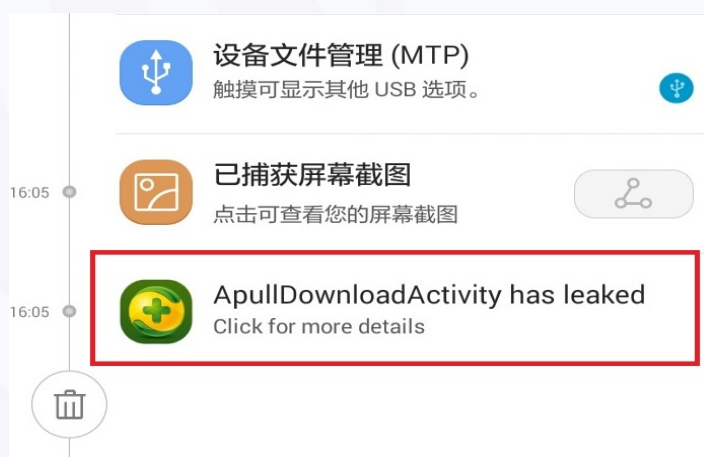 设备文件管理 (MTP)
触摸可显示其他 USB 选项。
16:05
已捕获屏幕截图
点击可查看您的屏幕截图
16:05
ApullDownloadActivity has leaked
Click for more details